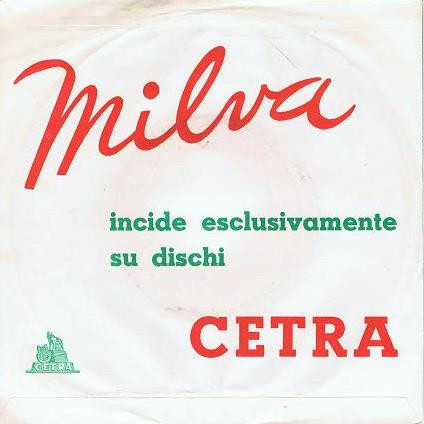 Milva
incide esclusivamente
su dischi
CETRA
CETRA